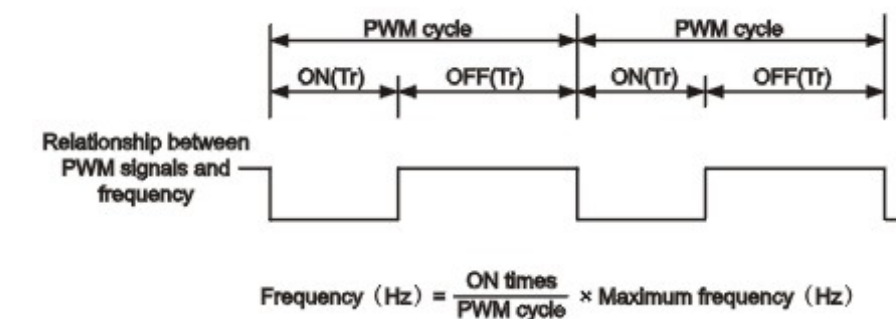 PWM cycle PWM cycle
ON(Tr) OFF(Tr) ON(Tr) OFF(Tr)
Relationship between
PWM signals and
frequency
Frequency (Hz) = ON times / PWM cycle × Maximum frequency (Hz)